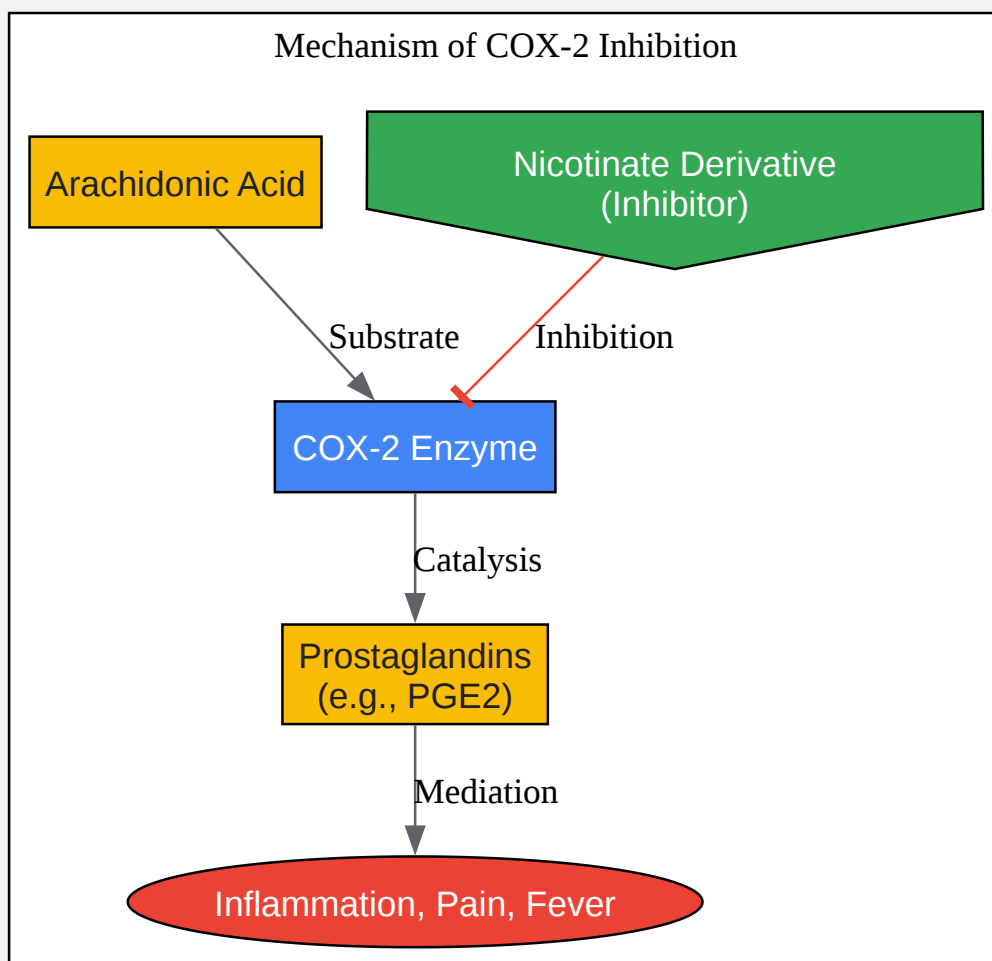 Mechanism of COX-2 Inhibition
Arachidonic Acid
Nicotinate Derivative
(Inhibitor)
Substrate
Inhibition
COX-2 Enzyme
Catalysis
Prostaglandins
(e.g., PGE2)
Mediation
Inflammation, Pain, Fever